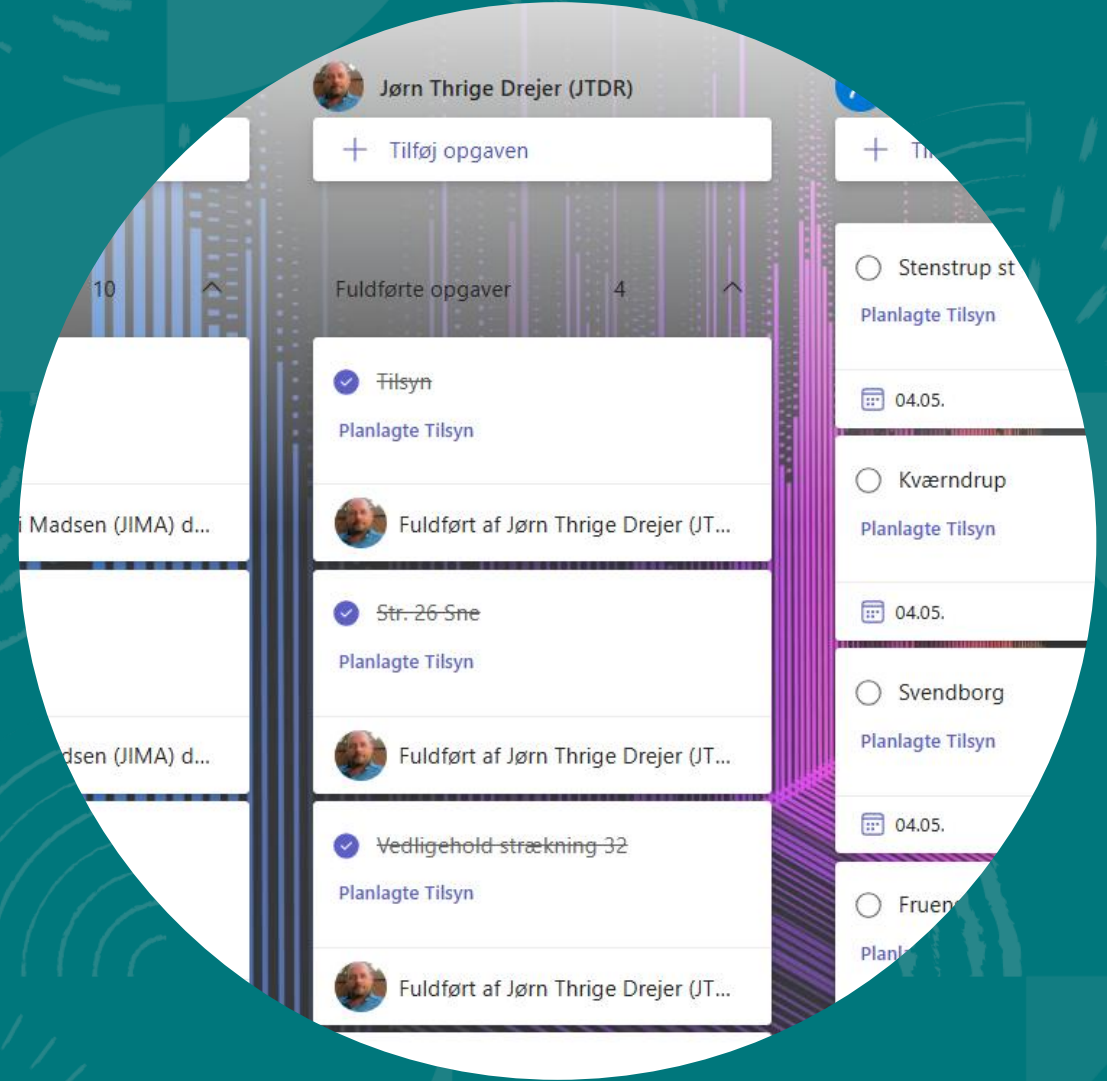 10
i Madsen (JIMA) d...
dsen (JIMA) d...
Jørn Thrige Drejer (JTDR)
+ Tilføj opgaven
Fuldførte opgaver 4
Tilsyn
Planlagte Tilsyn
Fuldført af Jørn Thrige Drejer (JT...
Str. 26 Sne
Planlagte Tilsyn
Fuldført af Jørn Thrige Drejer (JT...
Vedligehold strækning 32
Planlagte Tilsyn
Fuldført af Jørn Thrige Drejer (JT...
Stenstrup st
Planlagte Tilsyn
04.05.
Kværndrup
Planlagte Tilsyn
04.05.
Svendborg
Planlagte Tilsyn
04.05.